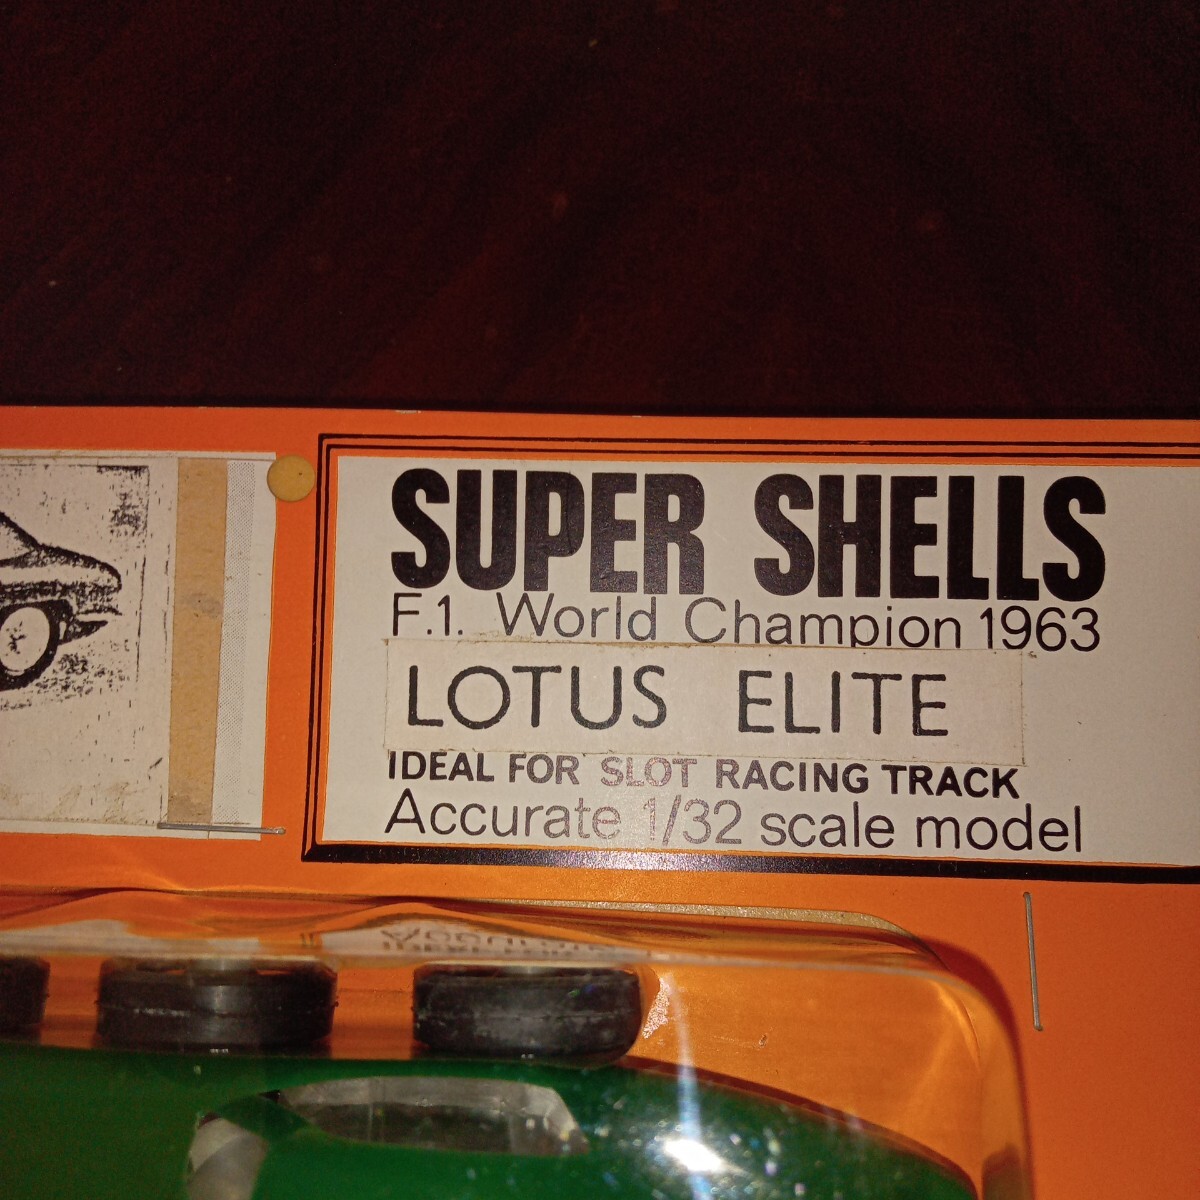 SUPER SHELLS
F.1. World Champion 1963
LOTUS ELITE
IDEAL FOR SLOT RACING TRACK
Accurate 1/32 scale model